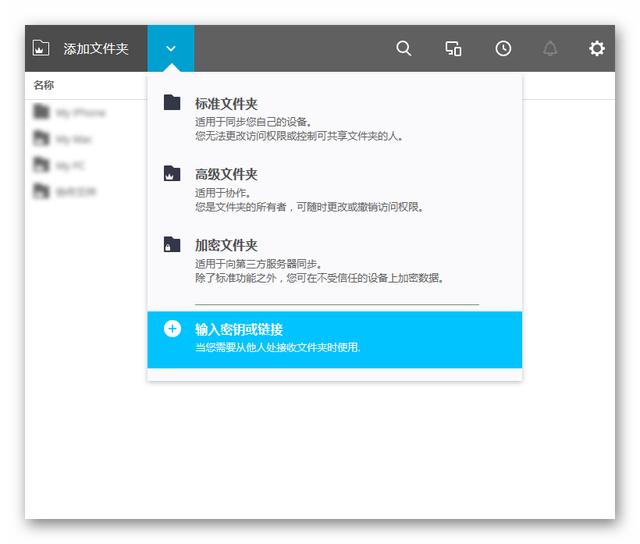 添加文件夹
名称
标准文件夹
适用于同步您自己的设备。
您无法更改访问权限或控制可共享文件夹的人。
高级文件夹
适用于协作。
您是文件夹的所有者，可随时更改或撤销访问权限。
加密文件夹
适用于向第三方服务器同步。
除了标准功能之外，您可在不受信任的设备上加密数据。
输入密钥或链接
当您需要从他人处接收文件夹时使用.
My iPhone
My Mac
My PC